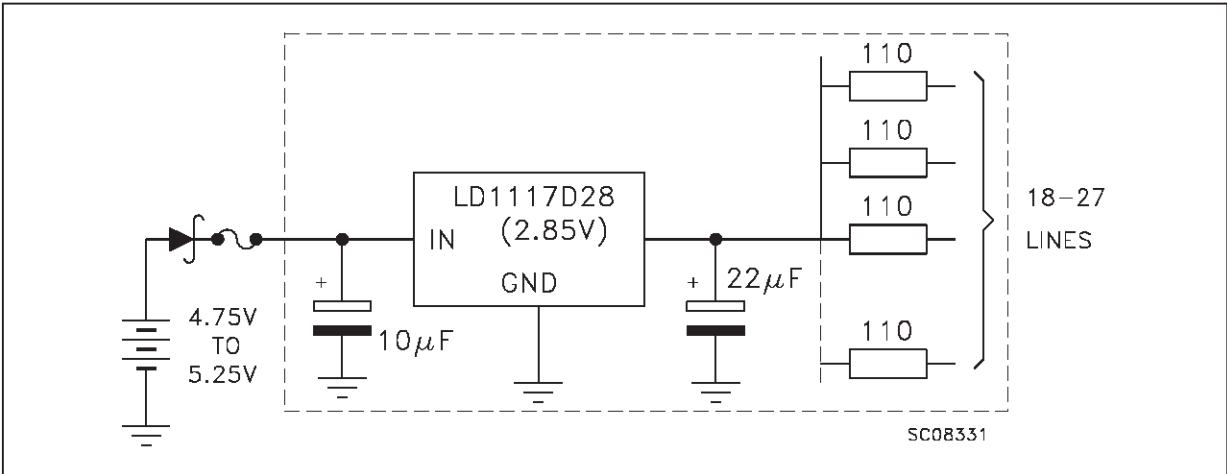 110
110
110
110
18-27
LINES
LD1117D28
(2.85V)
IN
GND
+
10μF
+
22μF
4.75V
TO
5.25V
SC08331